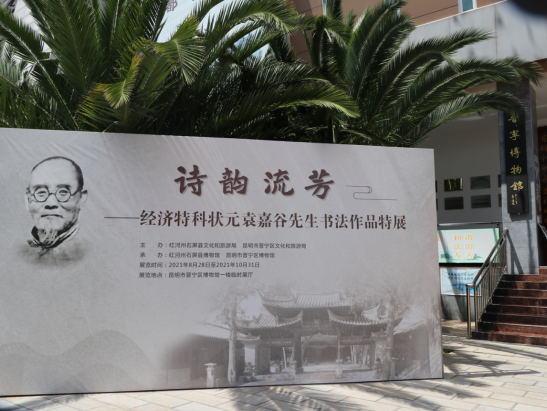 诗韵流芳
——经济特科状元袁嘉谷先生书法作品特展
主　办：红河州石屏县文化和旅游局　昆明市晋宁区文化和旅游局
承　办：红河州石屏县博物馆　昆明市晋宁区博物馆
展览时间：2021年8月28日至2021年10月31日
展览地点：昆明市晋宁区博物馆一楼临时展厅
晋宁博物馆